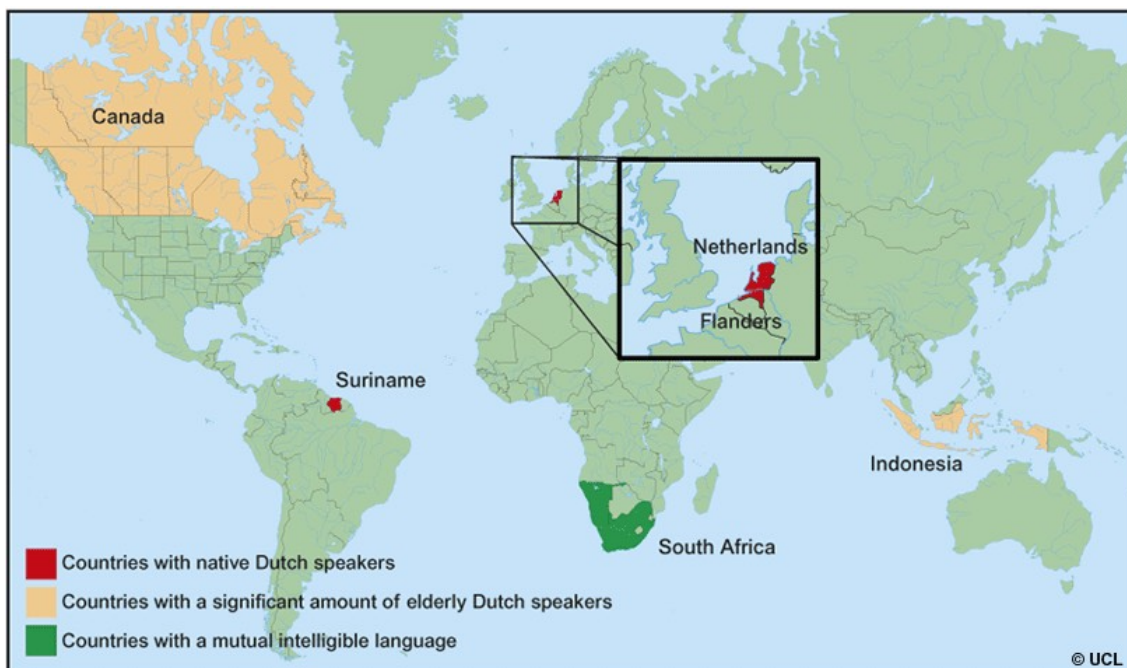 Canada
Netherlands
Flanders
Suriname
Indonesia
South Africa
Countries with native Dutch speakers
Countries with a significant amount of elderly Dutch speakers
Countries with a mutual intelligible language
© UCL